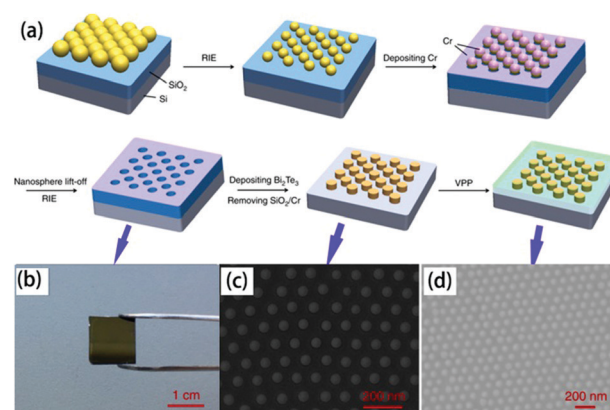 (a)
RIE
Depositing Cr
Cr
SiO2
Si
Nanosphere lift-off
RIE
Depositing Bi2Te3
Removing SiO2/Cr
VPP
(b)
(c)
(d)
1 cm
200 nm
200 nm